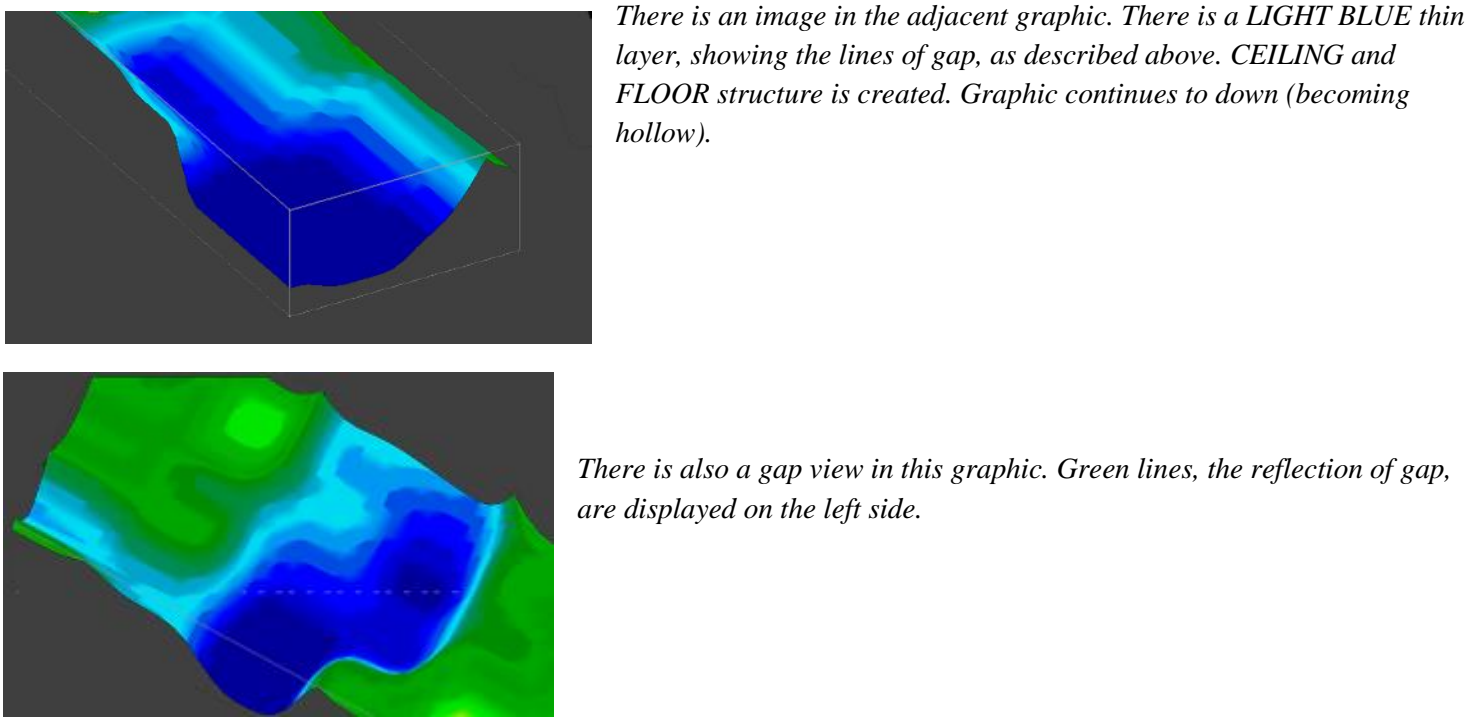 There is an image in the adjacent graphic. There is a LIGHT BLUE thin
layer, showing the lines of gap, as described above. CEILING and
FLOOR structure is created. Graphic continues to down (becoming
hollow).
There is also a gap view in this graphic. Green lines, the reflection of gap,
are displayed on the left side.